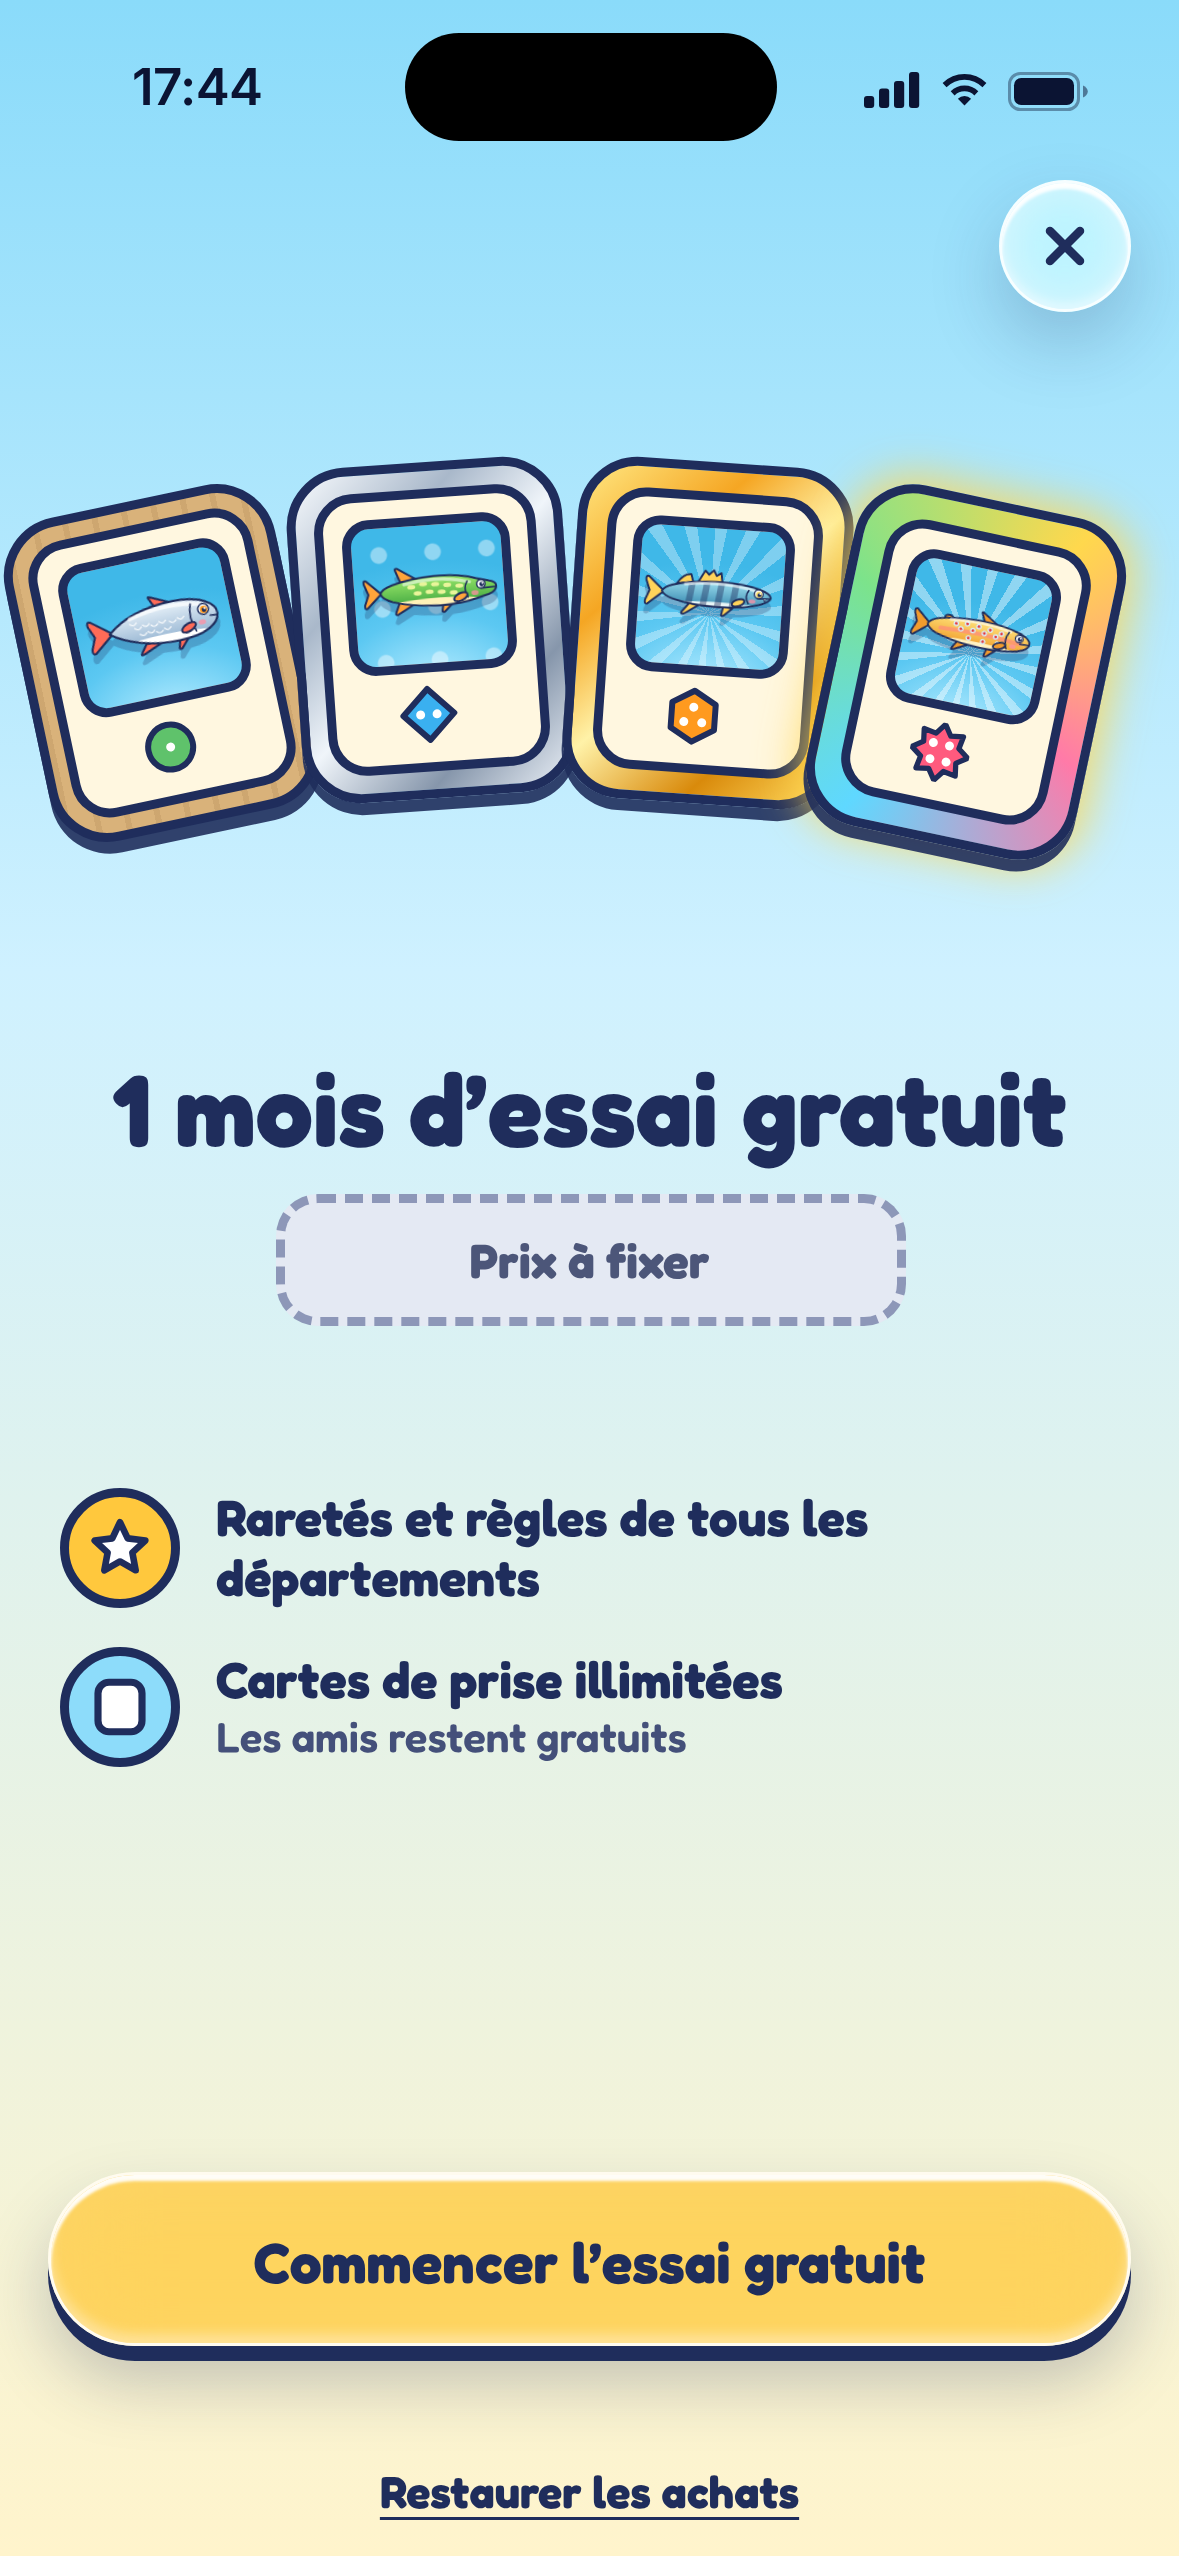 17:44
1 mois d’essai gratuit
Prix à fixer
Raretés et règles de tous les
départements
Cartes de prise illimitées
Les amis restent gratuits
Commencer l’essai gratuit
Restaurer les achats